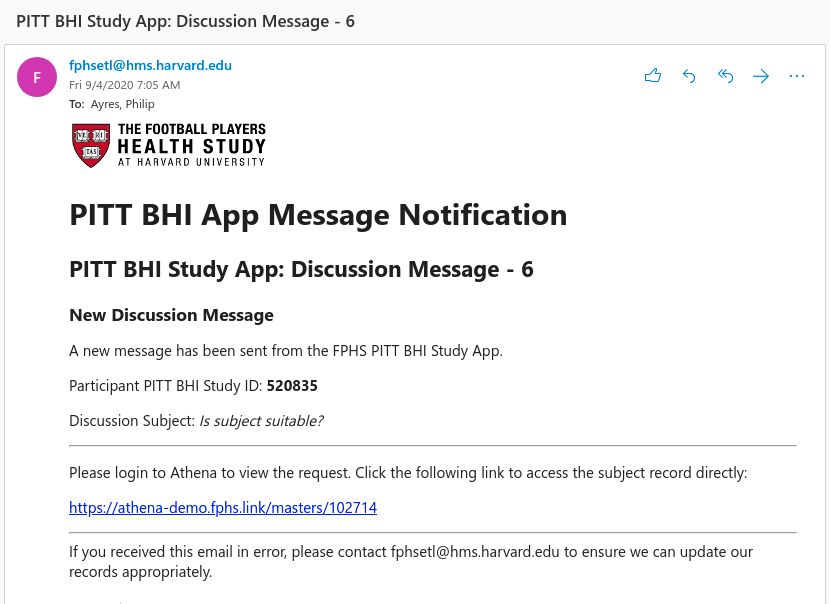 PITT BHI Study App: Discussion Message - 6
F
fphsetl@hms.harvard.edu
Fri 9/4/2020 7:05 AM
To: Ayres, Philip
VE RI
TAS
THE FOOTBALL PLAYERS
HEALTH STUDY
AT HARVARD UNIVERSITY
PITT BHI App Message Notification
PITT BHI Study App: Discussion Message - 6
New Discussion Message
A new message has been sent from the FPHS PITT BHI Study App.
Participant PITT BHI Study ID: 520835
Discussion Subject: Is subject suitable?
Please login to Athena to view the request. Click the following link to access the subject record directly:
https://athena-demo.fphs.link/masters/102714
If you received this email in error, please contact fphsetl@hms.harvard.edu to ensure we can update our
records appropriately.